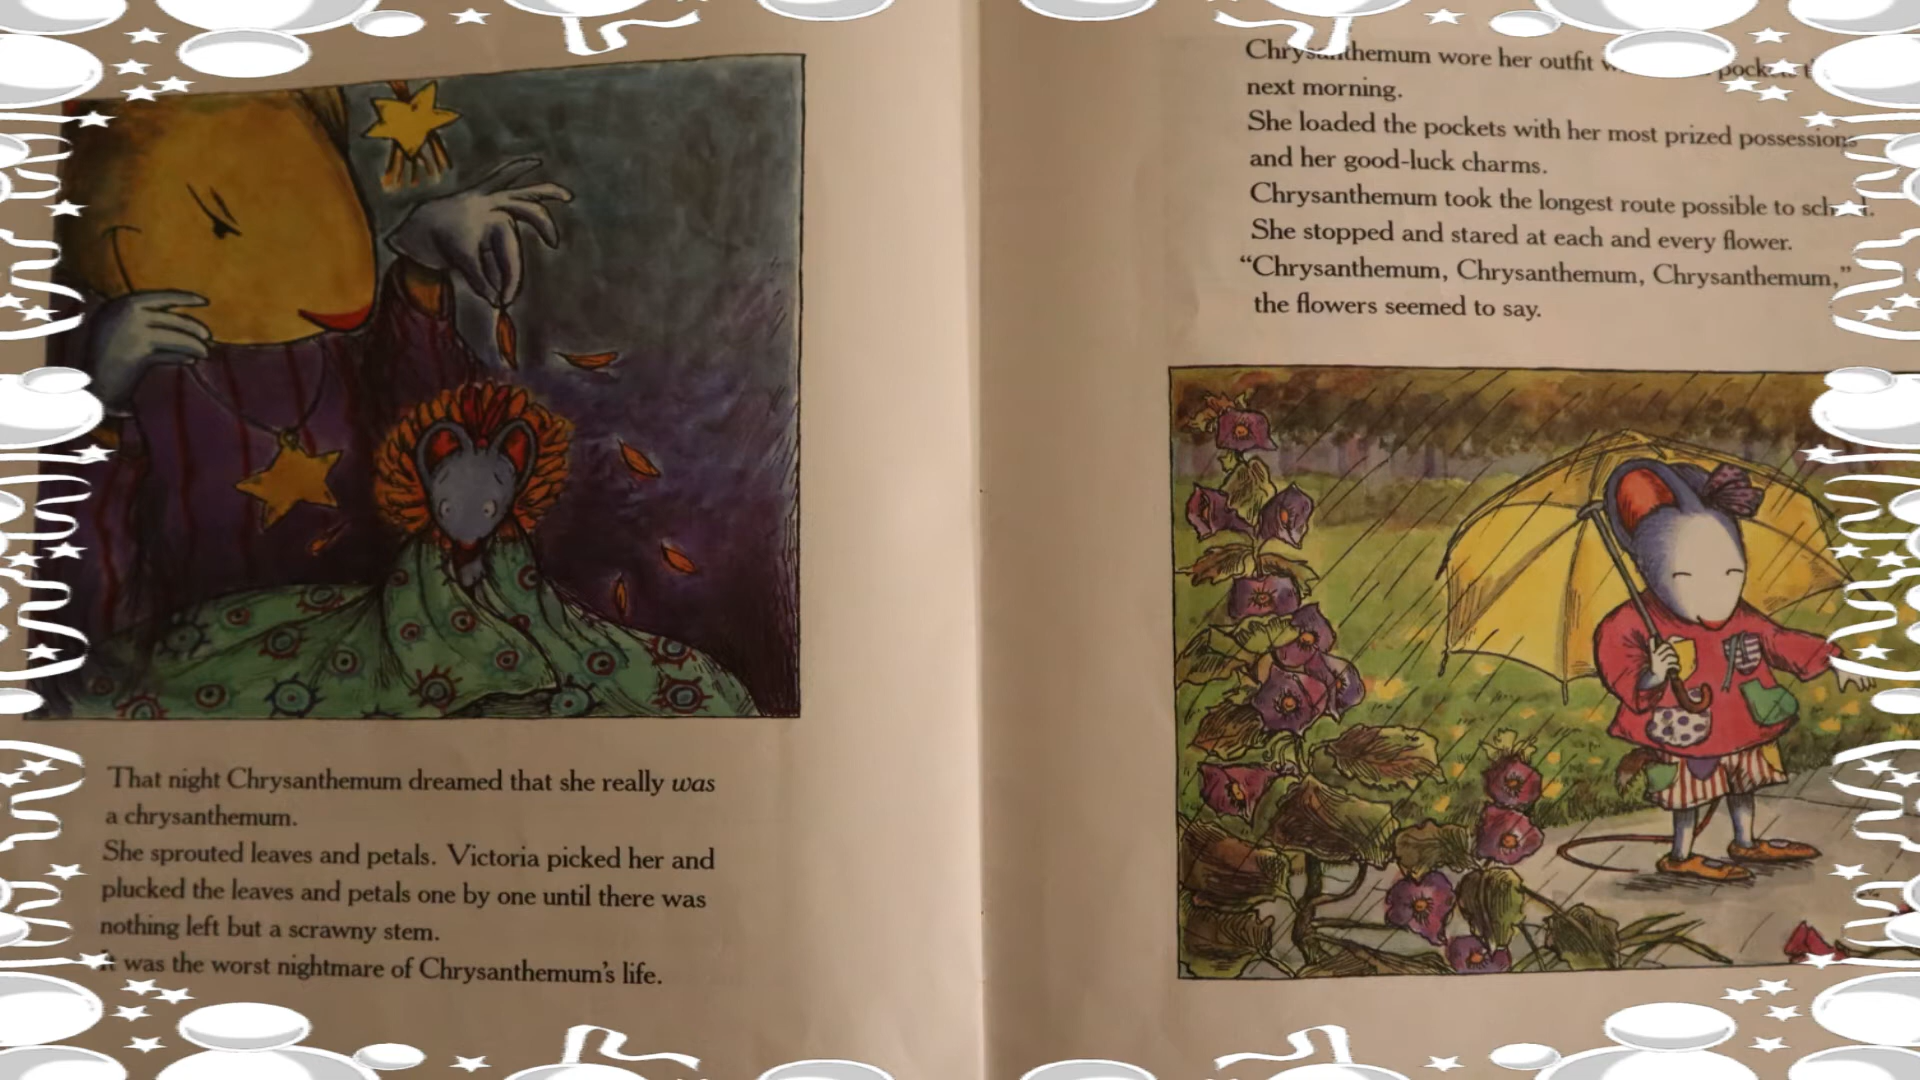 That night Chrysanthemum dreamed that she really was
a chrysanthemum.
She sprouted leaves and petals. Victoria picked her and
plucked the leaves and petals one by one until there was
nothing left but a scrawny stem.
It was the worst nightmare of Chrysanthemum's life.
Chrysanthemum wore her outfit
next morning.
She loaded the pockets with her most prized possessions
and her good-luck charms.
Chrysanthemum took the longest route possible to school.
She stopped and stared at each and every flower.
“Chrysanthemum, Chrysanthemum, Chrysanthemum,”
the flowers seemed to say.